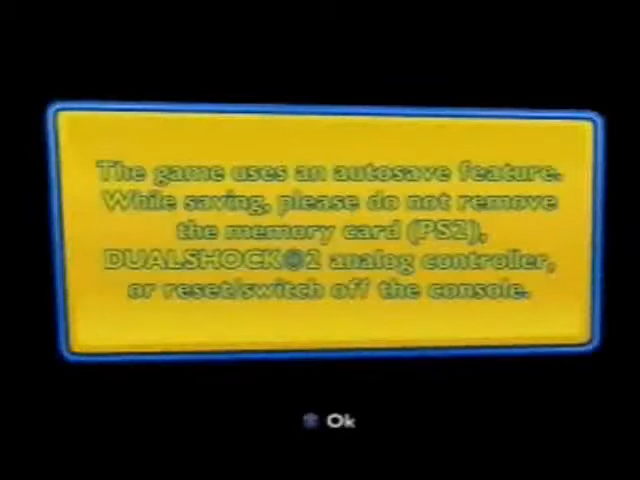 The game uses an autosave feature.
While saving, please do not remove
the memory card (PS2),
DUALSHOCK®2 analog controller,
or reset/switch off the console.
Ok